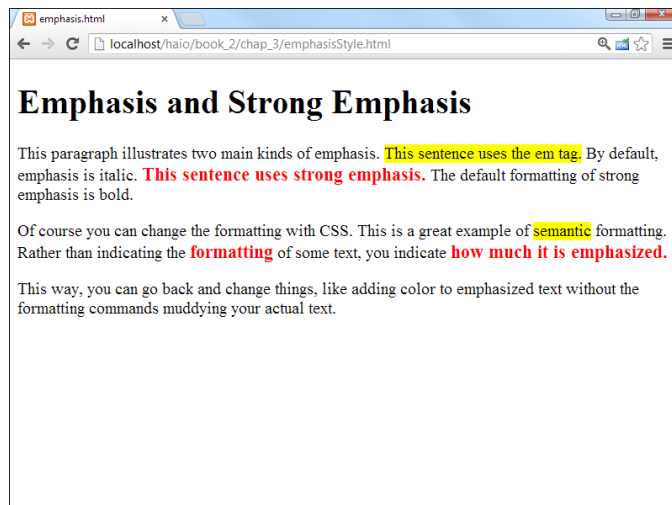 emphasis.html
localhost/haio/book_2/chap_3/emphasisStyle.html
Emphasis and Strong Emphasis
This paragraph illustrates two main kinds of emphasis. This sentence uses the em tag. By default,
emphasis is italic. This sentence uses strong emphasis. The default formatting of strong
emphasis is bold.
Of course you can change the formatting with CSS. This is a great example of semantic formatting.
Rather than indicating the formatting of some text, you indicate how much it is emphasized.
This way, you can go back and change things, like adding color to emphasized text without the
formatting commands muddying your actual text.